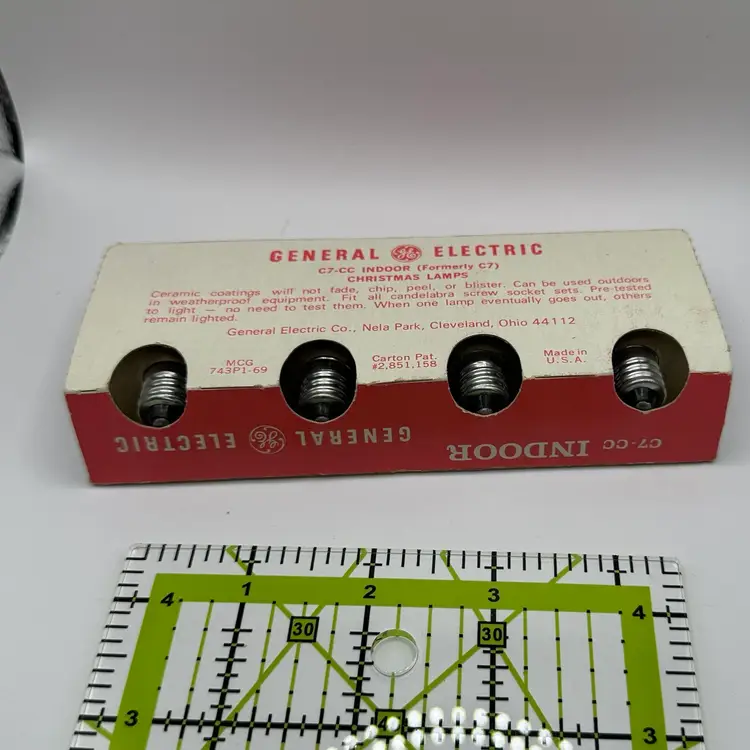 GENERAL GE ELECTRIC
C7-CC INDOOR (Formerly C7)
CHRISTMAS LAMPS
Ceramic coatings will not fade, chip, peel, or blister. Can be used outdoors
in weatherproof equipment. Fit all candelabra screw socket sets. Pre-tested
to light — no need to test them. When one lamp eventually goes out, others
remain lighted.
General Electric Co., Nela Park, Cleveland, Ohio 44112
MCG
743P1-69
Carton Pat.
#2,851,158
Made in
U.S.A.
C7-CC INDOOR GENERAL GE ELECTRIC
4 1 2 3 4
30 30
3 4 3